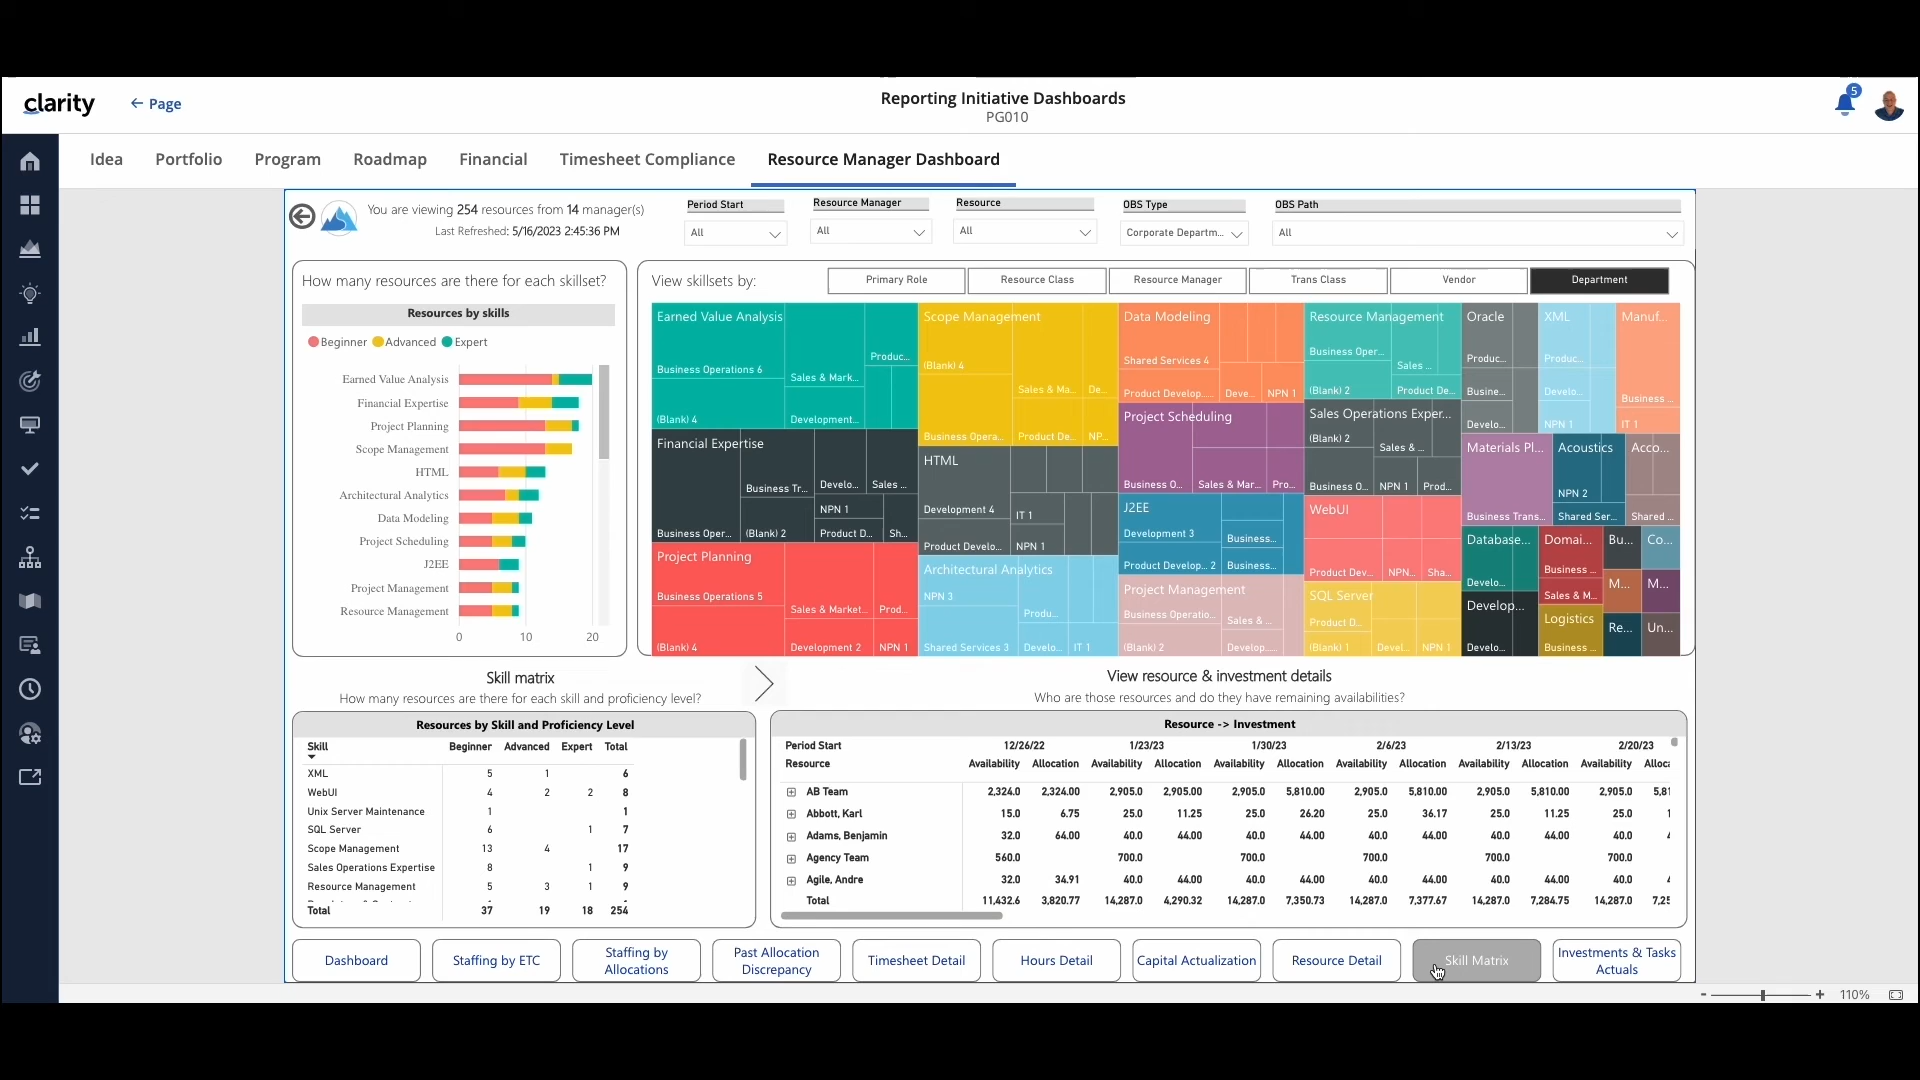 clarity
← Page
Reporting Initiative Dashboards
PG010
5
Idea
Portfolio
Program
Roadmap
Financial
Timesheet Compliance
Resource Manager Dashboard
You are viewing 254 resources from 14 manager(s)
Last Refreshed: 5/16/2023 2:45:36 PM
Period Start
All
Resource Manager
All
Resource
All
OBS Type
Corporate Departm...
OBS Path
All
How many resources are there for each skillset?
Resources by skills
Beginner Advanced Expert
Earned Value Analysis
Financial Expertise
Project Planning
Scope Management
HTML
Architectural Analytics
Data Modeling
Project Scheduling
J2EE
Project Management
Resource Management
0 10 20
View skillsets by:
Primary Role
Resource Class
Resource Manager
Trans Class
Vendor
Department
Earned Value Analysis
Business Operations 6
(Blank) 4
Sales & Mark...
Development...
Produc...
Financial Expertise
Business Oper...
Business Tr...
(Blank) 2
Develo...
Sales ...
NPN 1
Product D...
Sh...
Project Planning
Business Operations 5
(Blank) 4
Sales & Market...
Development 2
Prod...
NPN 1
Scope Management
(Blank) 4
Business Opera...
Sales & Ma...
De...
Product De...
NP...
HTML
Development 4
Product Develo...
IT 1
NPN 1
Architectural Analytics
NPN 3
Shared Services 3
Produ...
Develo...
IT 1
Data Modeling
Shared Services 4
Product Develop....
Deve...
NPN 1
Project Scheduling
Business O...
Sales & Mar...
Pro...
J2EE
Development 3
Product Develop... 2
Business...
Business...
Project Management
Business Operatio...
(Blank) 2
Sales & ...
Develop.....
Resource Management
Business Oper...
(Blank) 2
Sales ...
Product De...
Sales Operations Exper...
(Blank) 2
Business O...
Sales & ...
NPN 1
Prod...
WebUI
Product Dev...
NPN...
Sha...
SQL Server
Product D...
(Blank) 1
Devel...
NPN 1
Oracle
Produc...
Busine...
Develo...
XML
Produc...
Develo...
NPN 1
Manuf...
Business ...
IT 1
Materials Pl...
Business Trans...
Acoustics
NPN 2
Shared Ser...
Acco...
Shared ...
Database...
Develo...
Develop...
Develo...
Domai...
Business ...
Sales & M...
Logistics
Business ...
Bu...
Co...
M...
M...
Re...
Un...
Skill matrix
How many resources are there for each skill and proficiency level?
Resources by Skill and Proficiency Level
Skill Beginner Advanced Expert Total
XML 5 1 6
WebUI 4 2 2 8
Unix Server Maintenance 1 1
SQL Server 6 1 7
Scope Management 13 4 17
Sales Operations Expertise 8 1 9
Resource Management 5 3 1 9
Total 37 19 18 254
View resource & investment details
Who are those resources and do they have remaining availabilities?
Resource -> Investment
Period Start 12/26/22 1/23/23 1/30/23 2/6/23 2/13/23 2/20/23
Resource Availability Allocation Availability Allocation Availability Allocation Availability Allocation Availability Allocation Availability Alloca
AB Team 2,324.0 2,324.00 2,905.0 2,905.00 2,905.0 5,810.00 2,905.0 5,810.00 2,905.0 5,810.00 2,905.0 5,81
Abbott, Karl 15.0 6.75 25.0 11.25 25.0 26.20 25.0 36.17 25.0 11.25 25.0 1
Adams, Benjamin 32.0 64.00 40.0 44.00 40.0 44.00 40.0 44.00 40.0 44.00 40.0 4
Agency Team 560.0 700.0 700.0 700.0 700.0 700.0
Agile, Andre 32.0 34.91 40.0 44.00 40.0 44.00 40.0 44.00 40.0 44.00 40.0 4
Total 11,432.6 3,820.77 14,287.0 4,290.32 14,287.0 7,350.73 14,287.0 7,377.67 14,287.0 7,284.75 14,287.0 7,25
Dashboard
Staffing by ETC
Staffing by
Allocations
Past Allocation
Discrepancy
Timesheet Detail
Hours Detail
Capital Actualization
Resource Detail
Skill Matrix
Investments & Tasks
Actuals
- + 110%